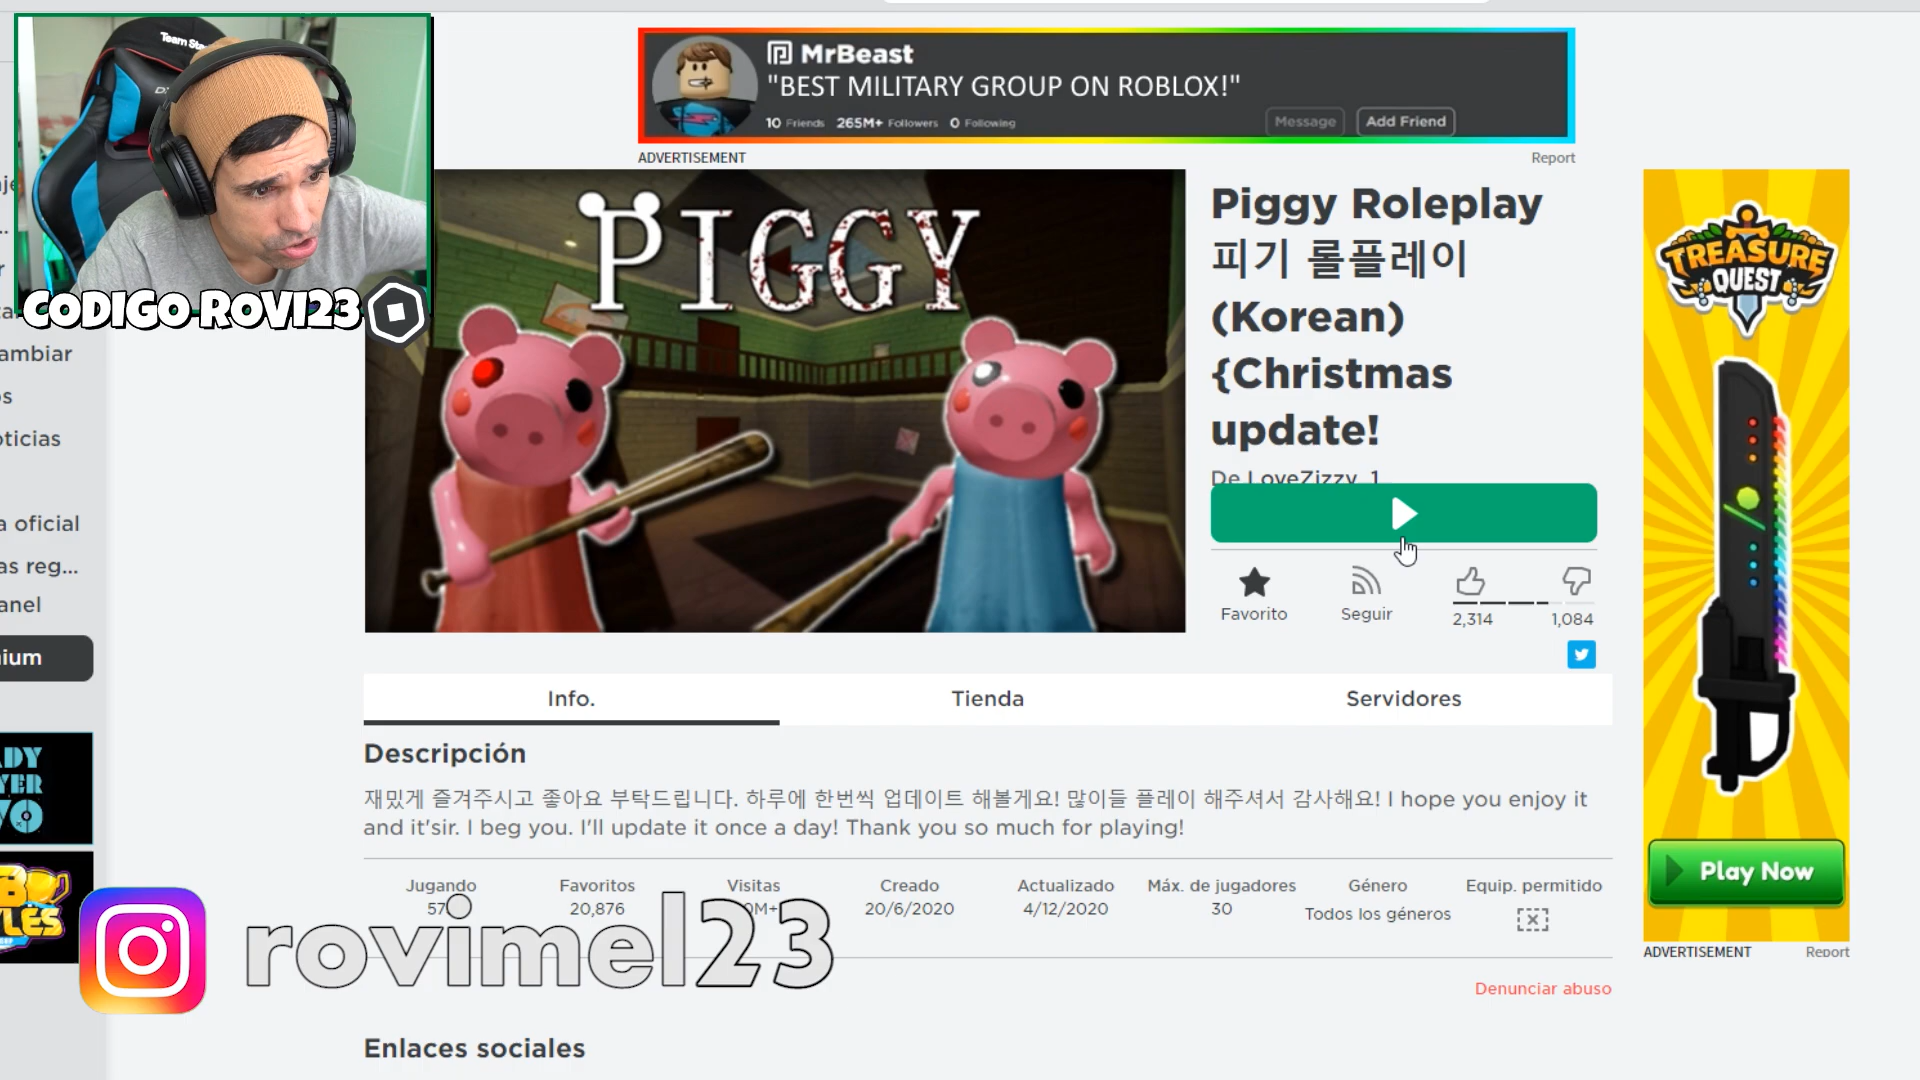 MrBeast
"BEST MILITARY GROUP ON ROBLOX!"
10 Friends 265M+ Followers 0 Following
Message
Add Friend
ADVERTISEMENT
Report
CODIGO ROVI23
PIGGY
Piggy Roleplay
피기 롤플레이
(Korean)
{Christmas
update!
De LoveZizzy_1
Favorito
Seguir
2,314
1,084
TREASURE
QUEST
Play Now
ADVERTISEMENT
Report
ambiar
oticias
a oficial
as reg...
anel
ium
Info.
Tienda
Servidores
Descripción
재밌게 즐겨주시고 좋아요 부탁드립니다. 하루에 한번씩 업데이트 해볼게요! 많이들 플레이 해주셔서 감사해요! I hope you enjoy it
and it'sir. I beg you. I'll update it once a day! Thank you so much for playing!
Jugando
Favoritos
20,876
Visitas
Creado
20/6/2020
Actualizado
4/12/2020
Máx. de jugadores
30
Género
Todos los géneros
Equip. permitido
rovimel23
Denunciar abuso
Enlaces sociales